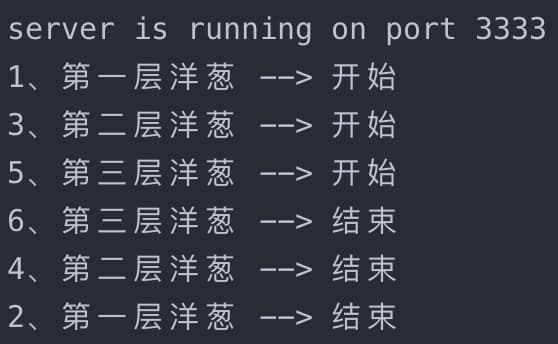 server is running on port 3333
1、第一层洋葱 --> 开始
3、第二层洋葱 --> 开始
5、第三层洋葱 --> 开始
6、第三层洋葱 --> 结束
4、第二层洋葱 --> 结束
2、第一层洋葱 --> 结束